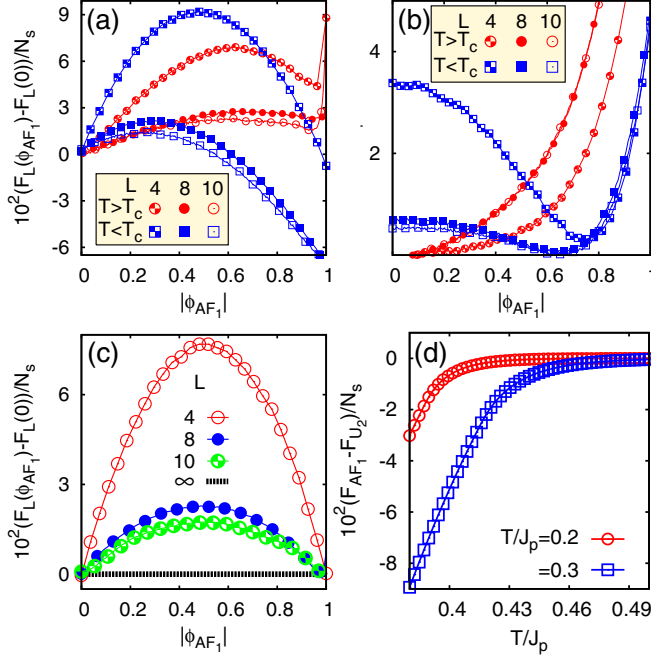 (a)
10²(F_L(ϕ_AF₁)-F_L(0))/N_s
9
6
3
0
-3
-6
L 4 8 10
T>T_c
T<T_c
0 0.2 0.4 0.6 0.8 1
|ϕ_AF₁|
(b)
4
2
L 4 8 10
T>T_c
T<T_c
0 0.2 0.4 0.6 0.8 1
|ϕ_AF₁|
(c)
10²(F_L(ϕ_AF₁)-F_L(0))/N_s
6
3
0
L
4
8
10
∞
0 0.2 0.4 0.6 0.8 1
|ϕ_AF₁|
(d)
10²(F_AF₁-F_U₂)/N_s
0
-2
-4
-6
-8
T/J_p=0.2
=0.3
0.4 0.43 0.46 0.49
T/J_p